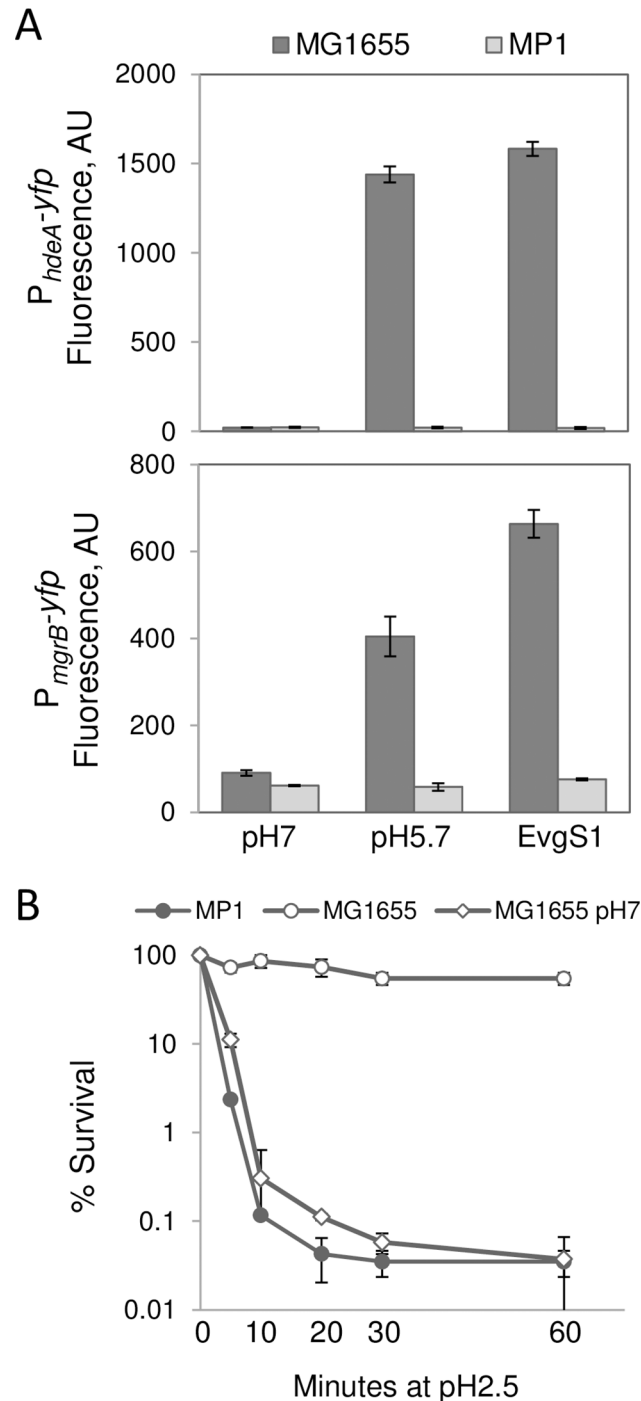 A
MG1655 MP1
P hdeA-yfp
Fluorescence, AU
2000
1500
1000
500
0
P mgrB-yfp
Fluorescence, AU
800
600
400
200
0
pH7 pH5.7 EvgS1
B
MP1 MG1655 MG1655 pH7
% Survival
100
10
1
0.1
0.01
0 10 20 30 60
Minutes at pH2.5